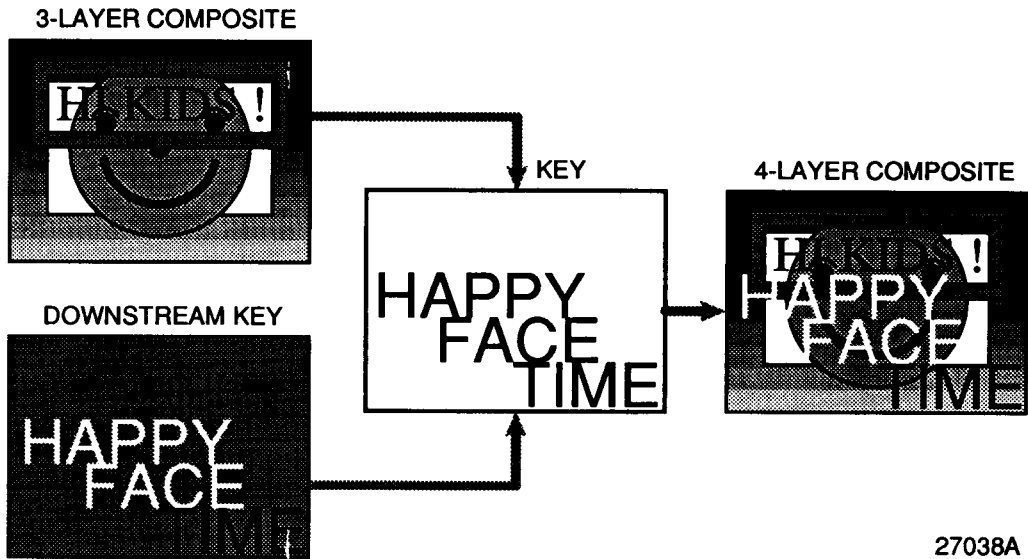 3-LAYER COMPOSITE
HI KIDS !
KEY
HAPPY
FACE
TIME
4-LAYER COMPOSITE
HI KIDS !
HAPPY
FACE
TIME
DOWNSTREAM KEY
HAPPY
FACE
TIME
27038A